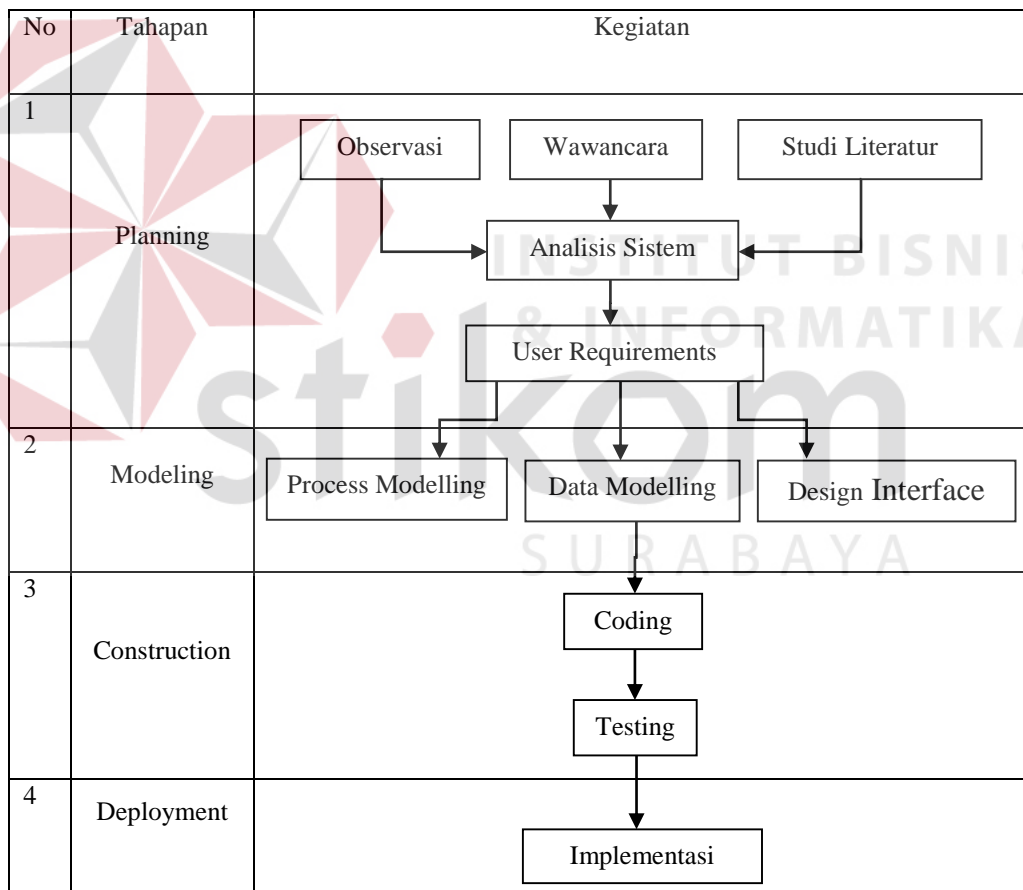 No Tahapan Kegiatan
1
Observasi Wawancara Studi Literatur
Planning
Analisis Sistem
INSTITUT BISNIS
& INFORMATIKA
User Requirements
stikom
2
Modeling
Process Modelling Data Modelling Design Interface
SURABAYA
3
Coding
Construction
Testing
4
Deployment
Implementasi